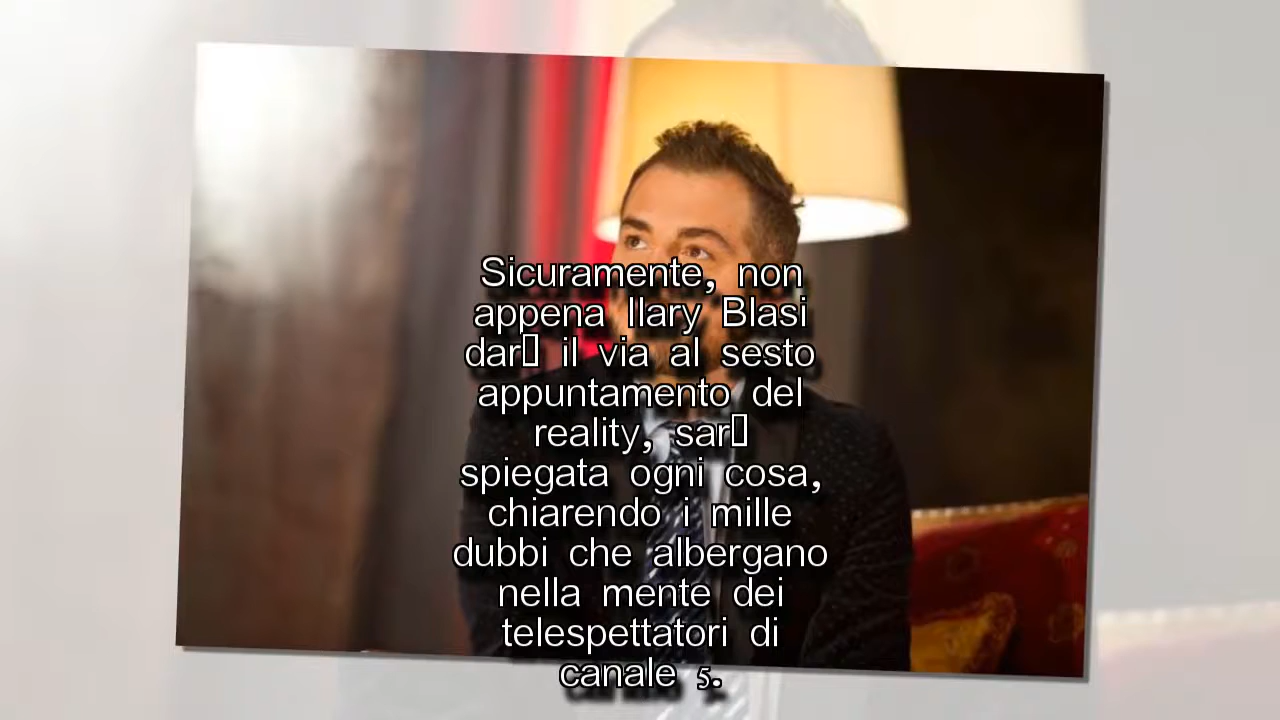 Sicuramente, non
appena Ilary Blasi
dar▯ il via al sesto
appuntamento del
reality, sar▯
spiegata ogni cosa,
chiarendo i mille
dubbi che albergano
nella mente dei
telespettatori di
canale 5.